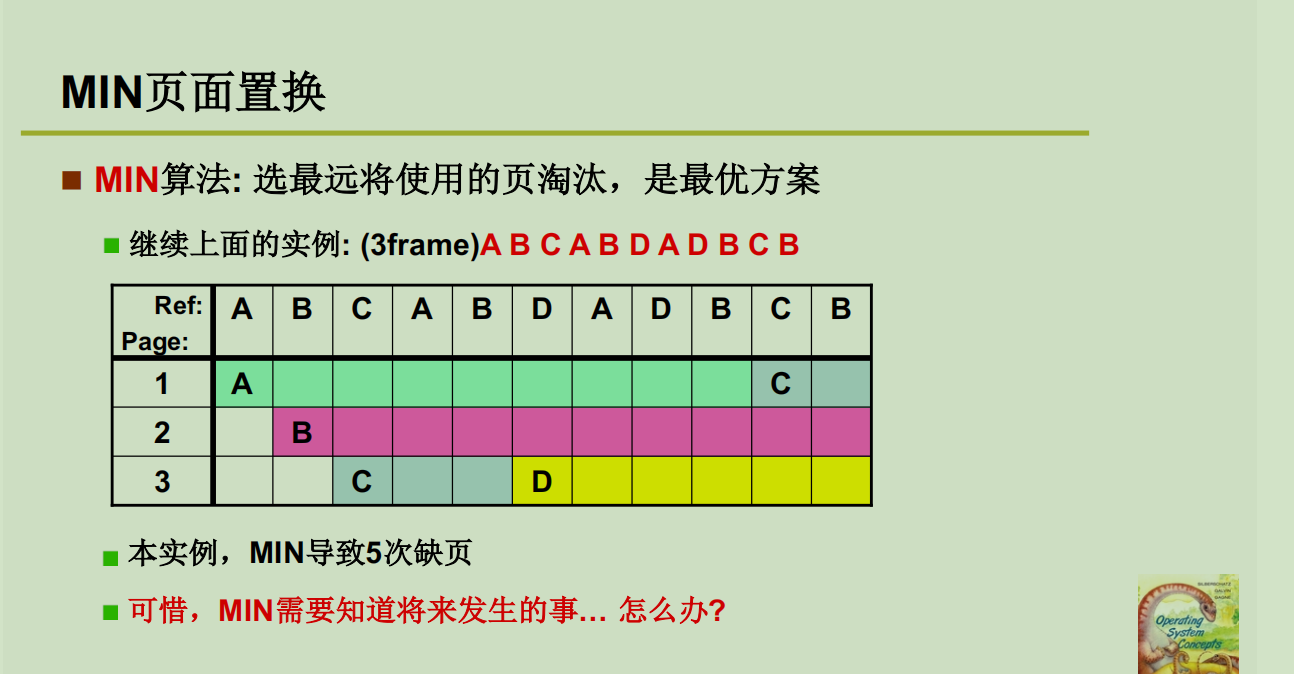 MIN页面置换
MIN算法: 选最远将使用的页淘汰，是最优方案
继续上面的实例: (3frame)A B C A B D A D B C B
Ref: A B C A B D A D B C B
Page:
1 A C
2 B
3 C D
本实例，MIN导致5次缺页
可惜，MIN需要知道将来发生的事… 怎么办?
SILBERSCHATZ
GALVIN
GAGNE
Operating
System
Concepts